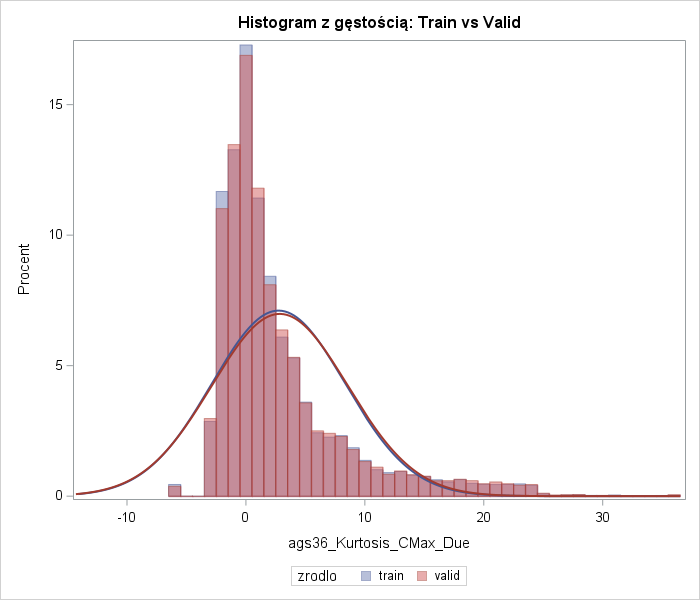 Histogram z gęstością: Train vs Valid
15
10
5
0
Procent
-10 0 10 20 30
ags36_Kurtosis_CMax_Due
zrodlo train valid